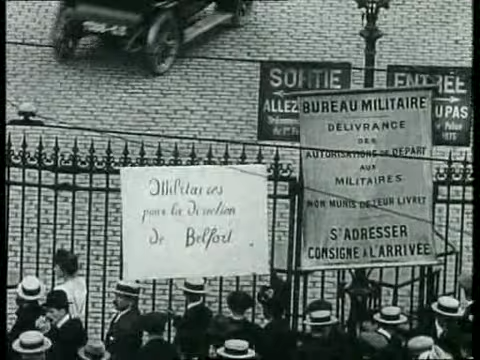 SORTIE
ENTRÉE
ALLEZ
U PAS
Militaires
pour la direction
de Belfort
BUREAU MILITAIRE
DÉLIVRANCE
DES
AUTORISATIONS DE DÉPART
AUX
MILITAIRES
NON MUNIS DE LEUR LIVRET
S'ADRESSER
CONSIGNE À L'ARRIVÉE